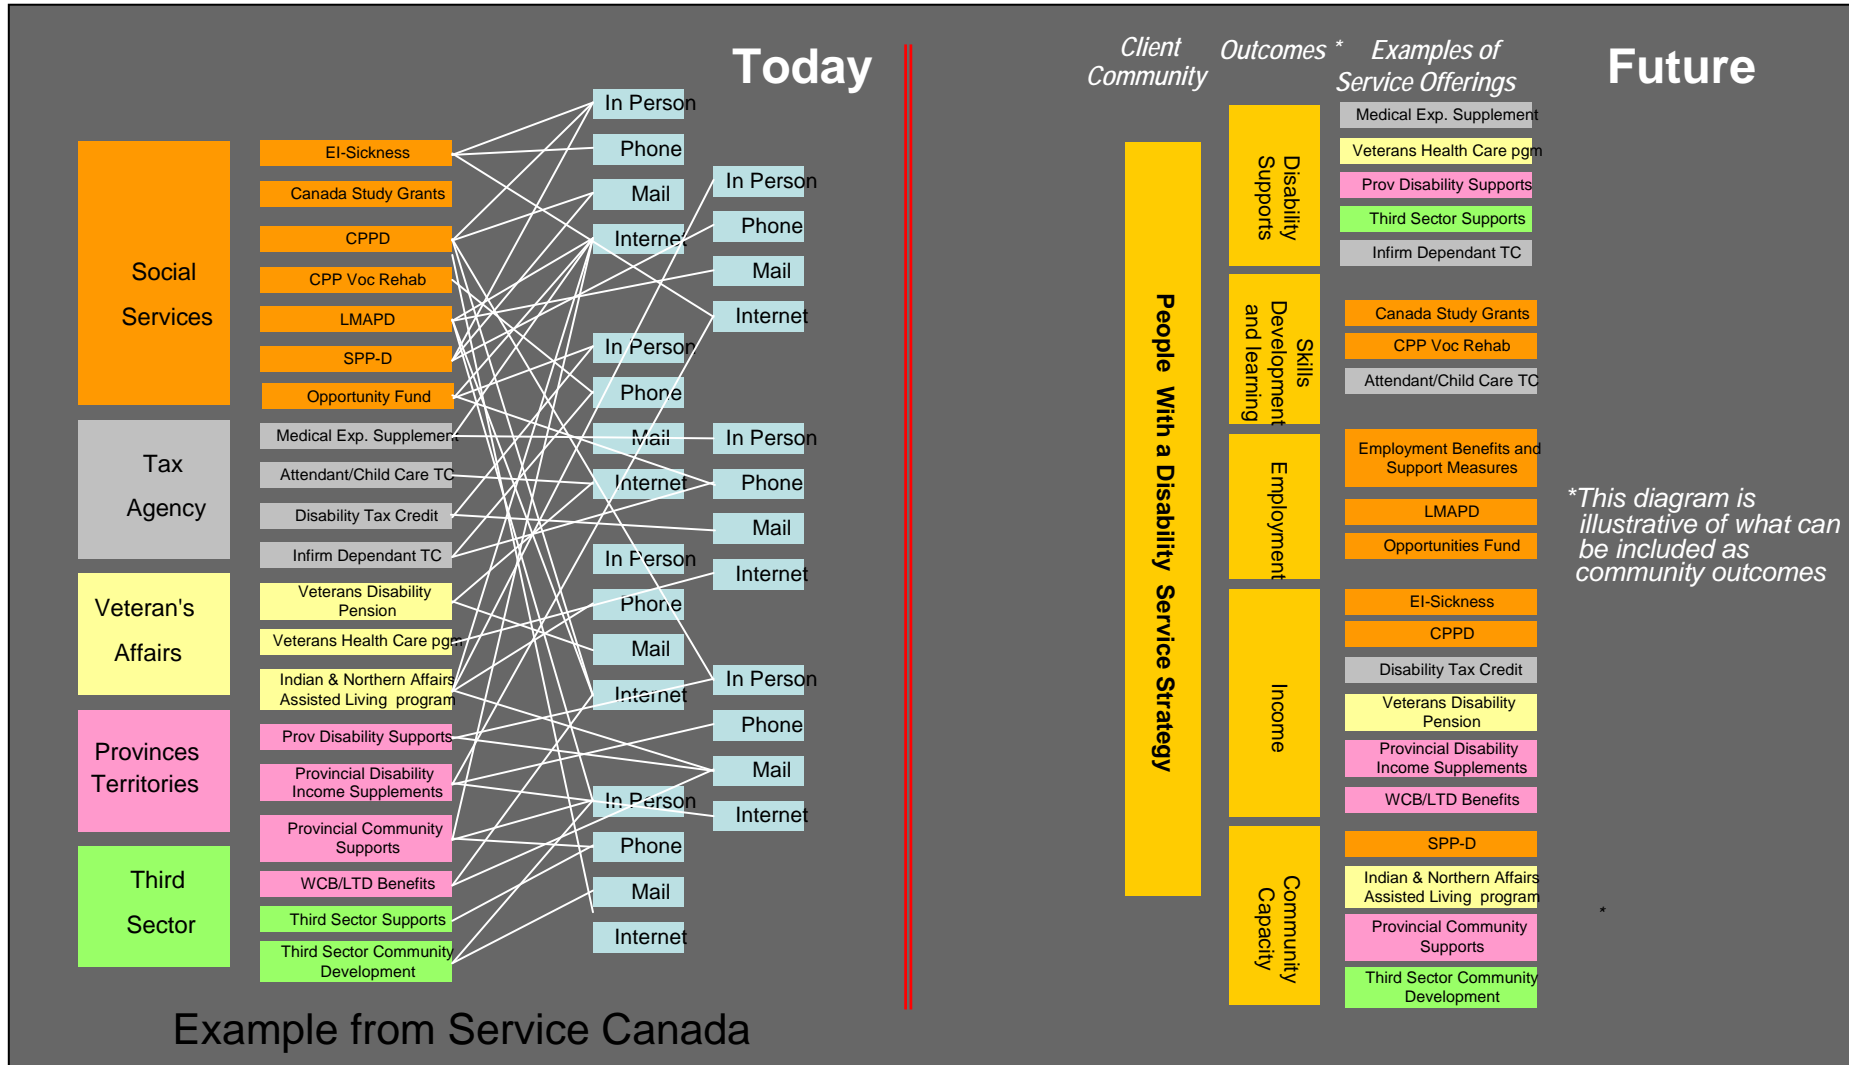 Today
Social
Services
Tax
Agency
Veteran's
Affairs
Provinces
Territories
Third
Sector
EI-Sickness
Canada Study Grants
CPPD
CPP Voc Rehab
LMAPD
SPP-D
Opportunity Fund
Medical Exp. Supplement
Attendant/Child Care TC
Disability Tax Credit
Infirm Dependant TC
Veterans Disability
Pension
Veterans Health Care pgm
Indian & Northern Affairs
Assisted Living program
Prov Disability Supports
Provincial Disability
Income Supplements
Provincial Community
Supports
WCB/LTD Benefits
Third Sector Supports
Third Sector Community
Development
In Person
Phone
Mail
Internet
In Person
Phone
Mail
Internet
In Person
Phone
Mail
Internet
In Person
Phone
Mail
Internet
In Person
Phone
Mail
Internet
In Person
Phone
Mail
Internet
In Person
Phone
Mail
Internet
Example from Service Canada
Future
Client
Community
Outcomes *
Examples of
Service Offerings
People With a Disability Service Strategy
Disability
Supports
Medical Exp. Supplement
Veterans Health Care pgm
Prov Disability Supports
Third Sector Supports
Infirm Dependant TC
Skills
Development
and learning
Canada Study Grants
CPP Voc Rehab
Attendant/Child Care TC
Employment
Employment Benefits and
Support Measures
LMAPD
Opportunities Fund
Income
EI-Sickness
CPPD
Disability Tax Credit
Veterans Disability
Pension
Provincial Disability
Income Supplements
WCB/LTD Benefits
Community
Capacity
SPP-D
Indian & Northern Affairs
Assisted Living program
Provincial Community
Supports
Third Sector Community
Development
*This diagram is
illustrative of what can
be included as
community outcomes
*